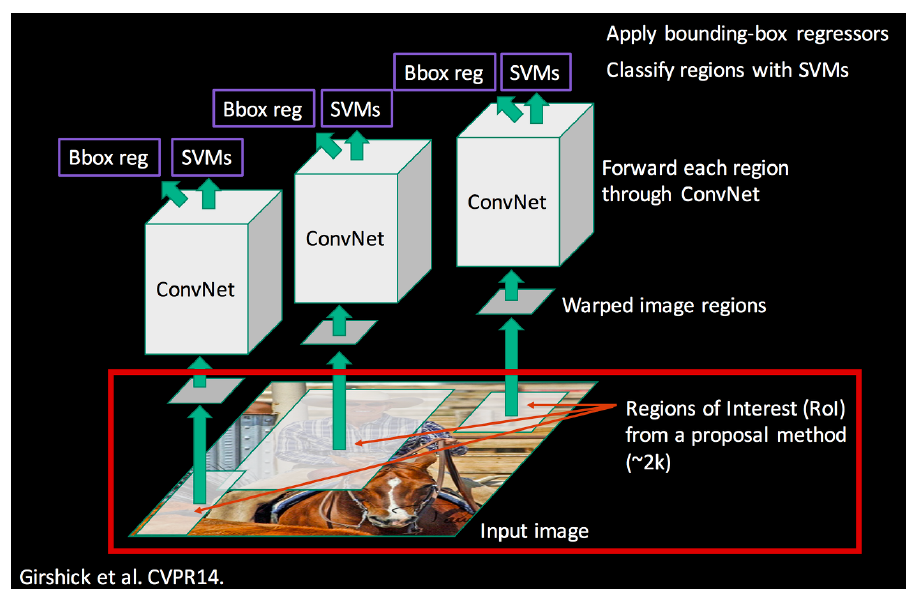 Apply bounding-box regressors
Classify regions with SVMs
Bbox reg
SVMs
Bbox reg
SVMs
Bbox reg
SVMs
Forward each region
through ConvNet
ConvNet
ConvNet
ConvNet
Warped image regions
Regions of Interest (RoI)
from a proposal method
(~2k)
Input image
Girshick et al. CVPR14.